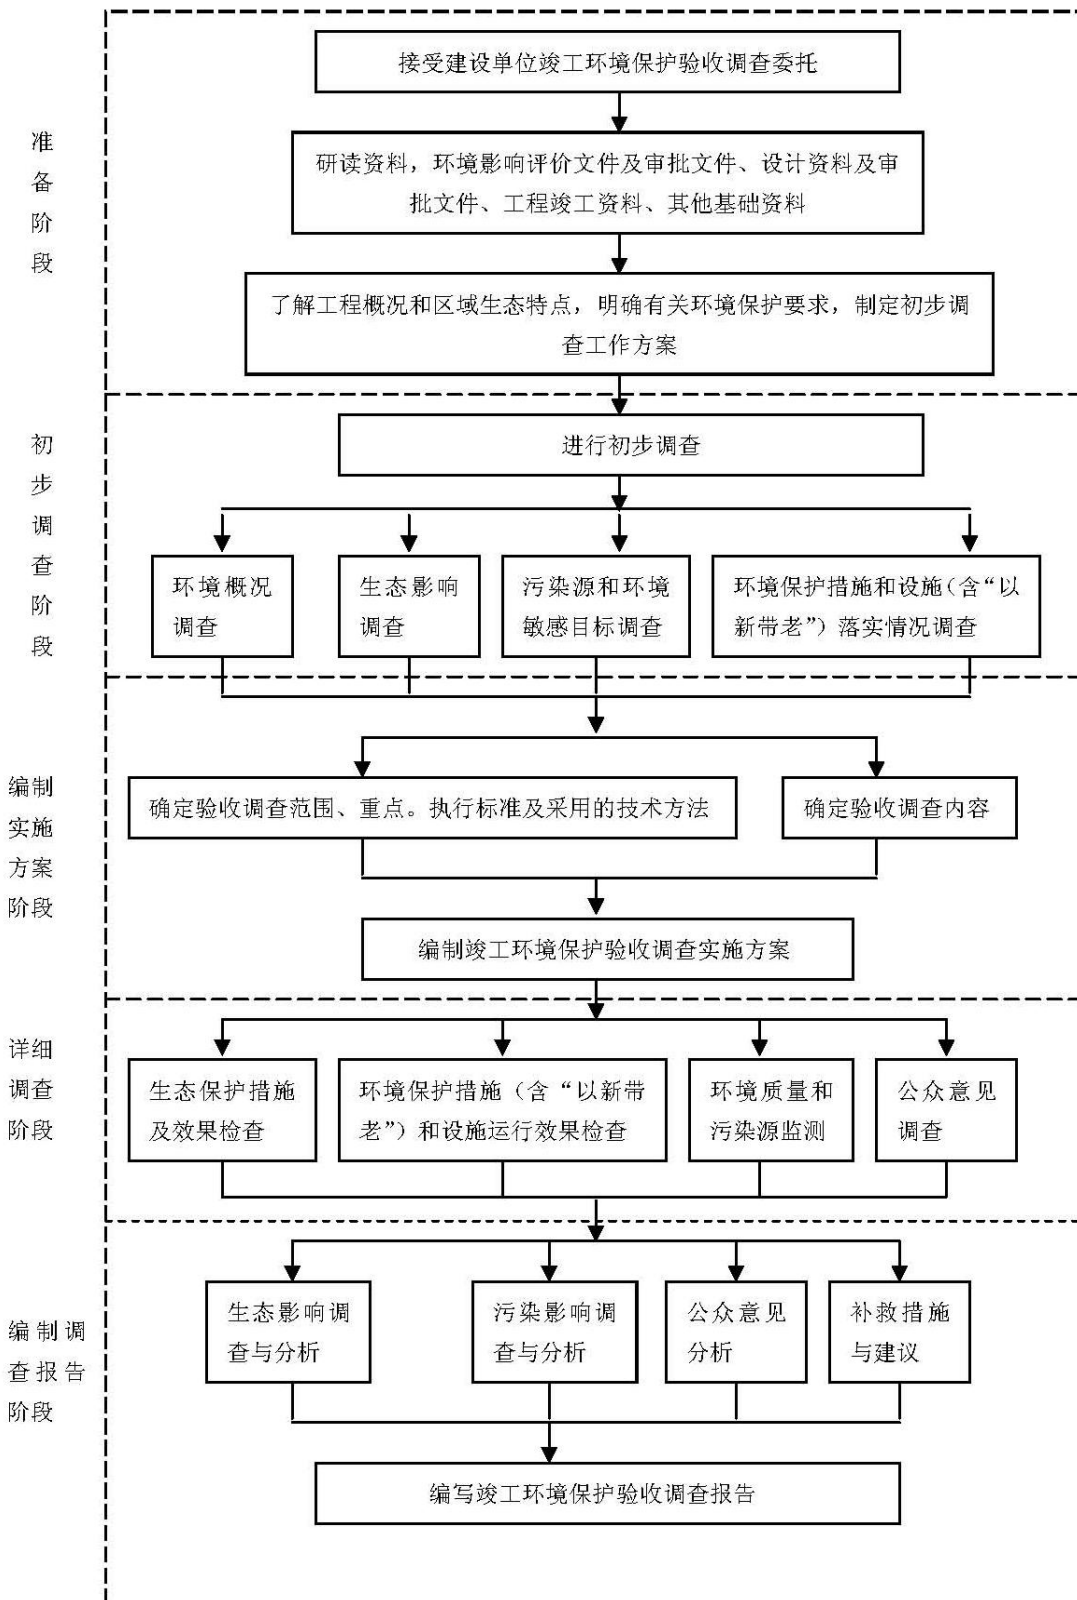 接受建设单位竣工环境保护验收调查委托
准
备
阶
段
研读资料，环境影响评价文件及审批文件、设计资料及审
批文件、工程竣工资料、其他基础资料
了解工程概况和区域生态特点，明确有关环境保护要求，制定初步调
查工作方案
初
步
调
查
阶
段
进行初步调查
环境概况
调查
生态影响
调查
污染源和环境
敏感目标调查
环境保护措施和设施（含“以
新带老”）落实情况调查
编制
实施
方案
阶段
确定验收调查范围、重点。执行标准及采用的技术方法
确定验收调查内容
编制竣工环境保护验收调查实施方案
详细
调查
阶段
生态保护措施
及效果检查
环境保护措施（含“以新带
老”）和设施运行效果检查
环境质量和
污染源监测
公众意见
调查
编制调
查报告
阶段
生态影响调
查与分析
污染影响调
查与分析
公众意见
分析
补救措施
与建议
编写竣工环境保护验收调查报告